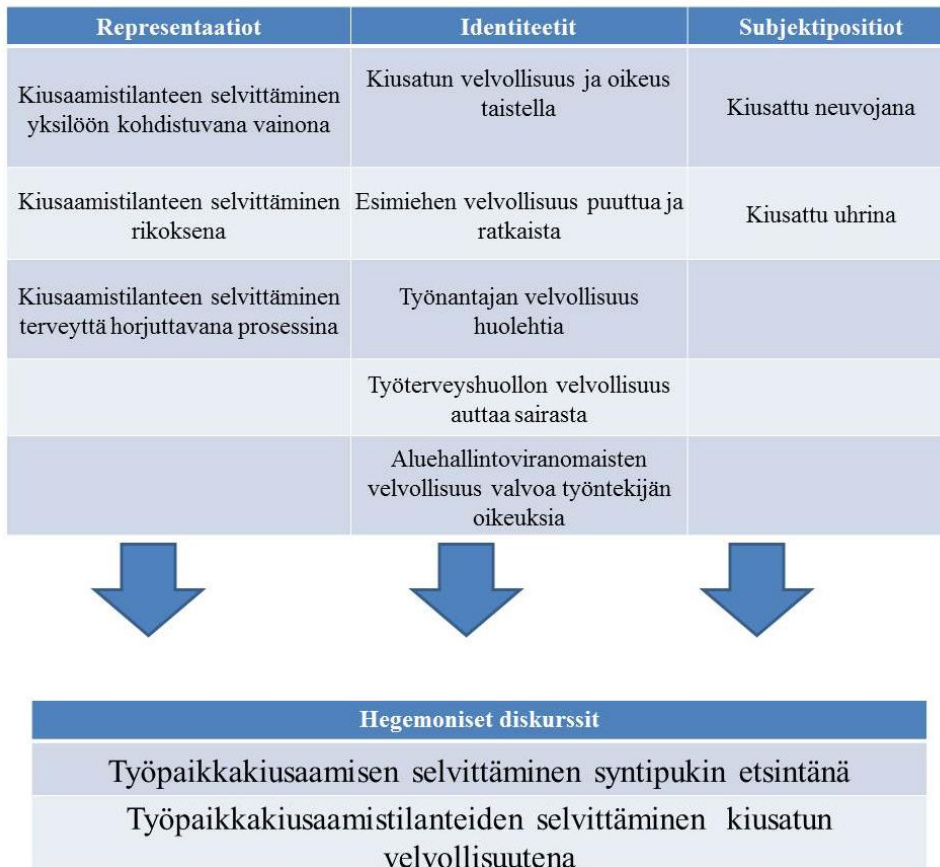 Representaatiot Identiteetit Subjektipositiot
Kiusaamistilanteen selvittäminen
yksilöön kohdistuvana vainona
Kiusatun velvollisuus ja oikeus
taistella
Kiusattu neuvojana
Kiusaamistilanteen selvittäminen
rikoksena
Esimiehen velvollisuus puuttua ja
ratkaista
Kiusattu uhrina
Kiusaamistilanteen selvittäminen
terveyttä horjuttavana prosessina
Työnantajan velvollisuus
huolehtia
Työterveyshuollon velvollisuus
auttaa sairasta
Aluehallintoviranomaisten
velvollisuus valvoa työntekijän
oikeuksia
Hegemoniset diskurssit
Työpaikkakiusaamisen selvittäminen syntipukin etsintänä
Työpaikkakiusaamistilanteiden selvittäminen kiusatun
velvollisuutena